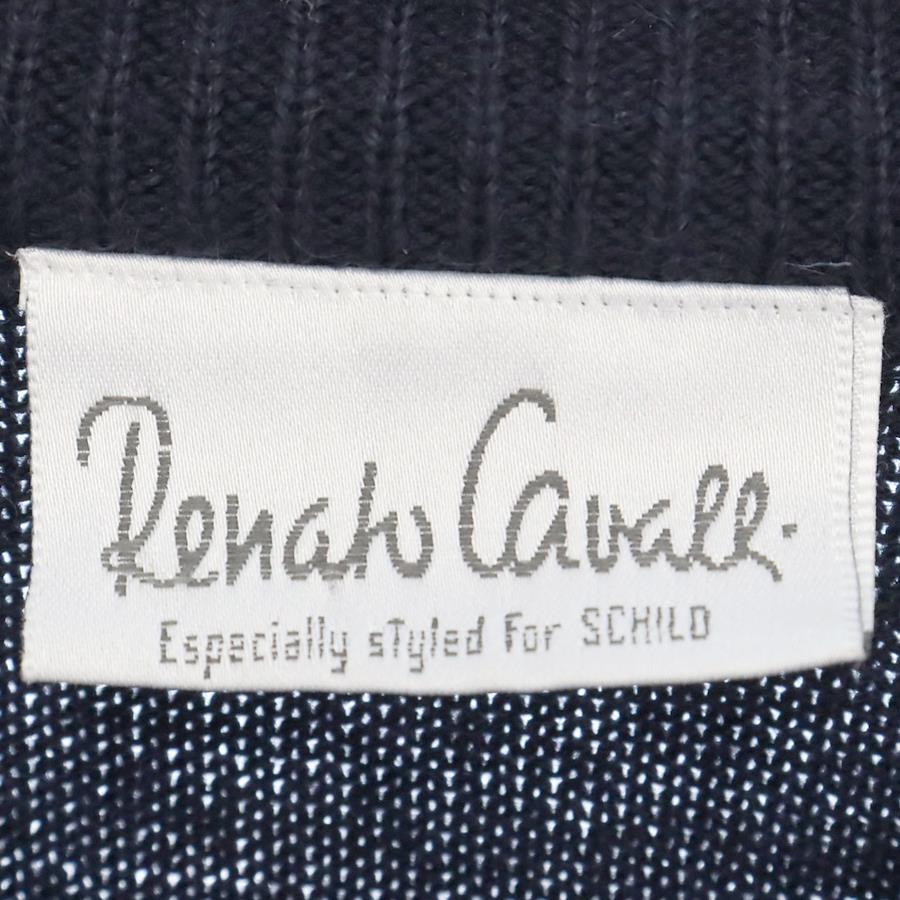 Renato Cavalli
Especially styled For SCHILD